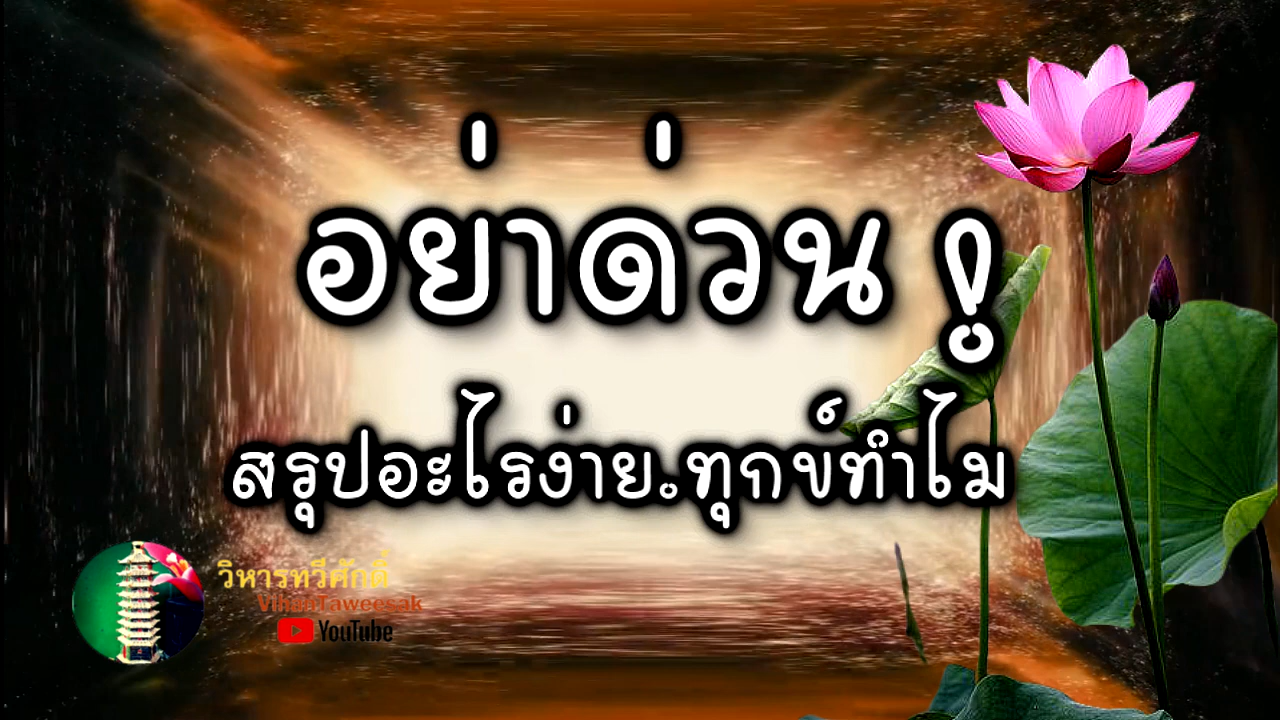 อย่าด่วน !
สรุปอะไรง่าย.ทุกข์ทำไม
วิหารทวีศักดิ์
VihanTaweesak
YouTube